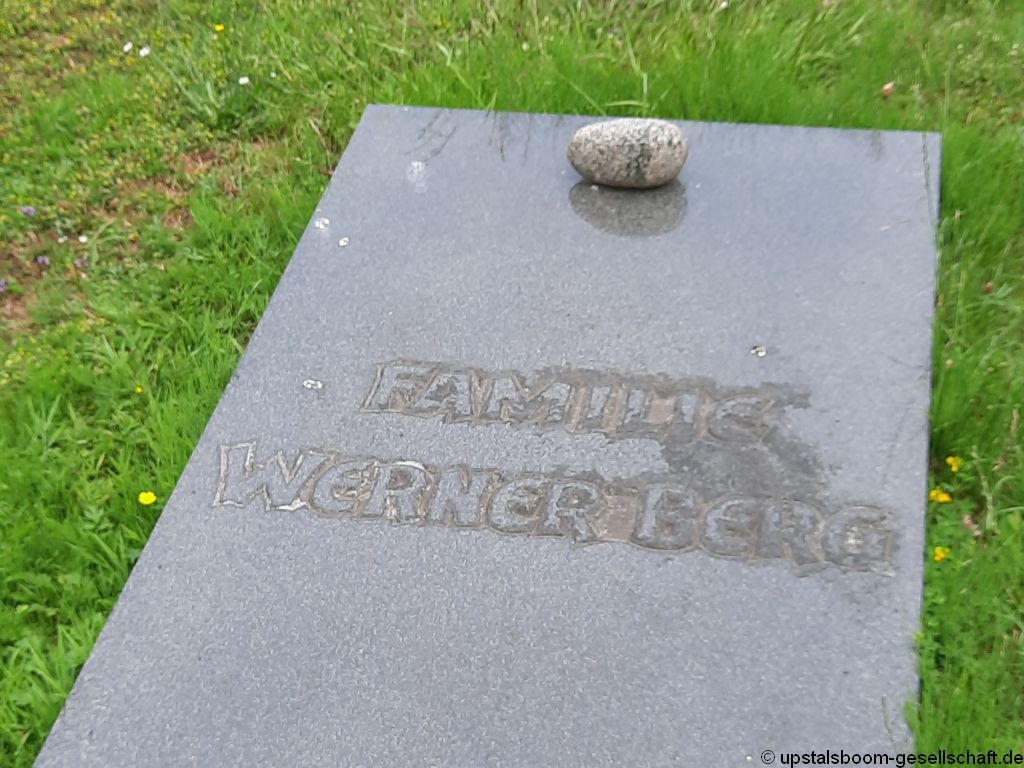 FAMILIE
WERNER BERG
© upstalsboom-gesellschaft.de